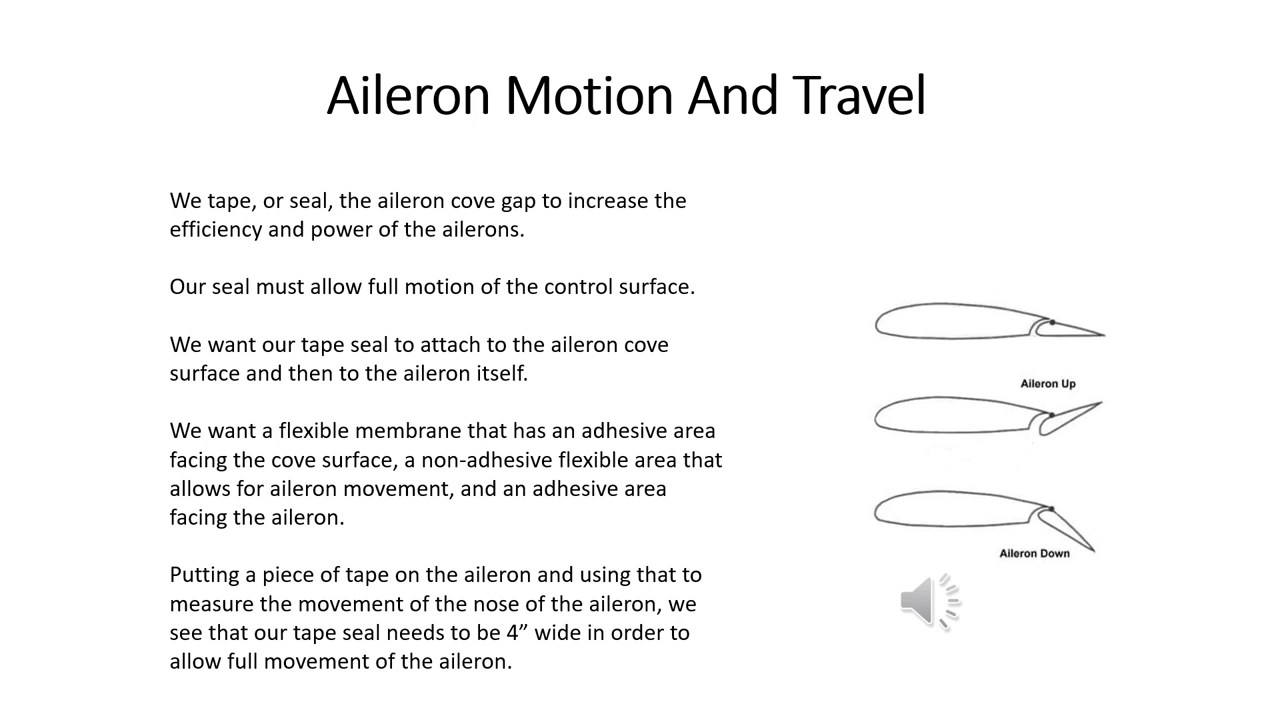 Aileron Motion And Travel
We tape, or seal, the aileron cove gap to increase the
efficiency and power of the ailerons.
Our seal must allow full motion of the control surface.
We want our tape seal to attach to the aileron cove
surface and then to the aileron itself.
We want a flexible membrane that has an adhesive area
facing the cove surface, a non-adhesive flexible area that
allows for aileron movement, and an adhesive area
facing the aileron.
Putting a piece of tape on the aileron and using that to
measure the movement of the nose of the aileron, we
see that our tape seal needs to be 4” wide in order to
allow full movement of the aileron.
Aileron Up
Aileron Down